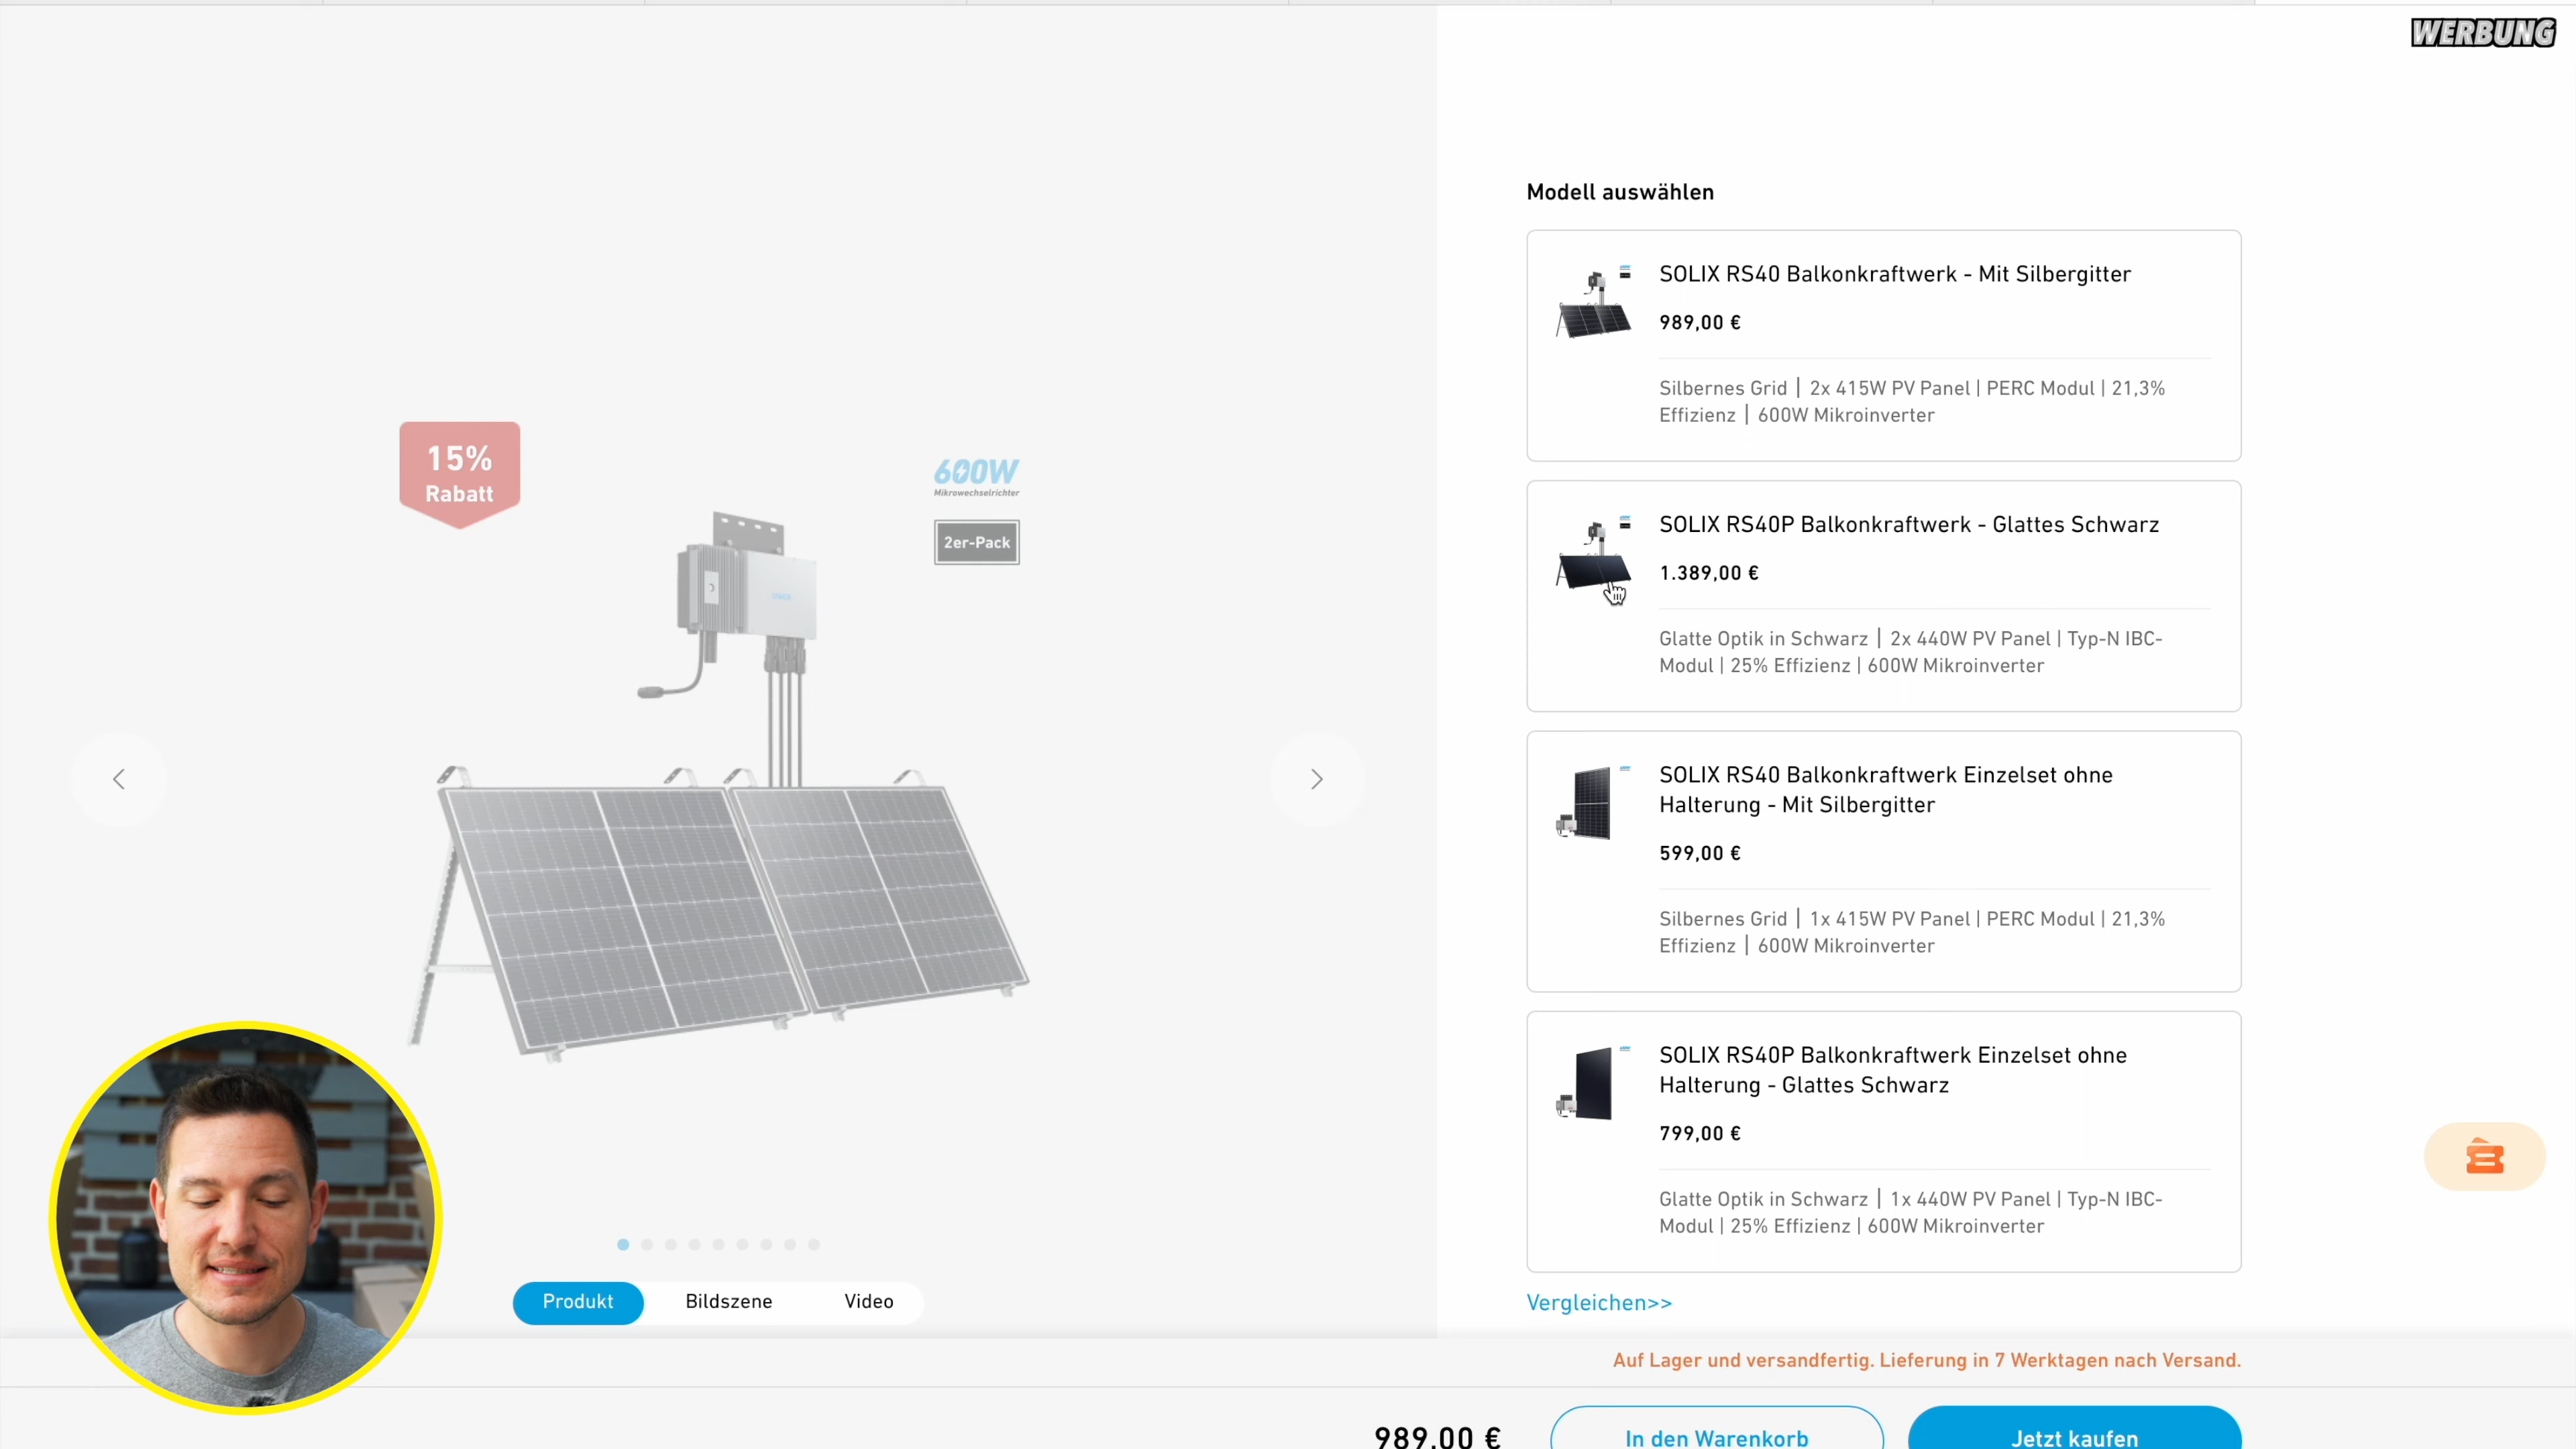 WERBUNG
15%
Rabatt
600W
Mikrowechselrichter
2er-Pack
Produkt
Bildszene
Video
Modell auswählen
SOLIX RS40 Balkonkraftwerk - Mit Silbergitter
989,00 €
Silbernes Grid | 2x 415W PV Panel | PERC Modul | 21,3%
Effizienz | 600W Mikroinverter
SOLIX RS40P Balkonkraftwerk - Glattes Schwarz
1.389,00 €
Glatte Optik in Schwarz | 2x 440W PV Panel | Typ-N IBC-
Modul | 25% Effizienz | 600W Mikroinverter
SOLIX RS40 Balkonkraftwerk Einzelset ohne
Halterung - Mit Silbergitter
599,00 €
Silbernes Grid | 1x 415W PV Panel | PERC Modul | 21,3%
Effizienz | 600W Mikroinverter
SOLIX RS40P Balkonkraftwerk Einzelset ohne
Halterung - Glattes Schwarz
799,00 €
Glatte Optik in Schwarz | 1x 440W PV Panel | Typ-N IBC-
Modul | 25% Effizienz | 600W Mikroinverter
Vergleichen>>
Auf Lager und versandfertig. Lieferung in 7 Werktagen nach Versand.
989,00 €
In den Warenkorb
Jetzt kaufen